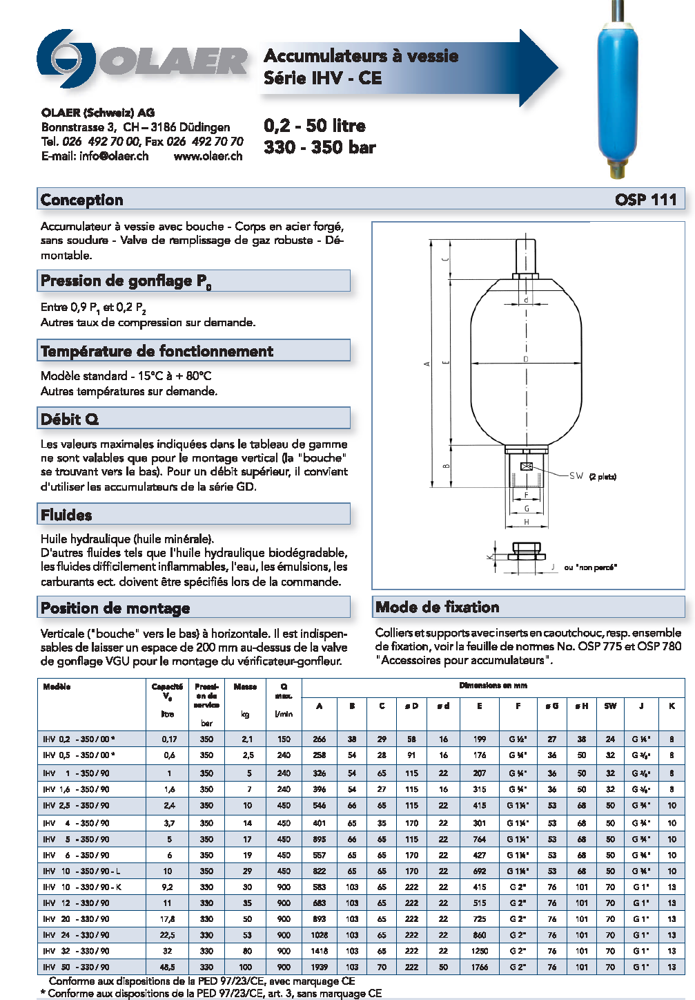 OLAER
Accumulateurs à vessie
Série IHV - CE
OLAER (Schweiz) AG
Bonnstrasse 3, CH – 3186 Düdingen
Tel. 026 492 70 00, Fax 026 492 70 70
E-mail: info@olaer.ch www.olaer.ch
0,2 - 50 litre
330 - 350 bar
Conception OSP 111
Accumulateur à vessie avec bouche - Corps en acier forgé,
sans soudure - Valve de remplissage de gaz robuste - Dé-
montable.
Pression de gonflage P0
Entre 0,9 P1 et 0,2 P2
Autres taux de compression sur demande.
Température de fonctionnement
Modèle standard - 15°C à + 80°C
Autres températures sur demande.
Débit Q
Les valeurs maximales indiquées dans le tableau de gamme
ne sont valables que pour le montage vertical (la "bouche"
se trouvant vers le bas). Pour un débit supérieur, il convient
d'utiliser les accumulateurs de la série GD.
Fluides
Huile hydraulique (huile minérale).
D'autres fluides tels que l'huile hydraulique biodégradable,
les fluides difficilement inflammables, l'eau, les émulsions, les
carburants ect. doivent être spécifiés lors de la commande.
Position de montage
Verticale ("bouche" vers le bas) à horizontale. Il est indispen-
sables de laisser un espace de 200 mm au-dessus de la valve
de gonflage VGU pour le montage du vérificateur-gonfleur.
C
d
A
E
D
B
SW (2 plats)
F
G
H
K
J ou "non percé"
Mode de fixation
Colliers et supports avec inserts en caoutchouc, resp. ensemble
de fixation, voir la feuille de normes No. OSP 775 et OSP 780
"Accessoires pour accumulateurs".
Modèle Capacité V0 litre Pressi-on de service bar Masse kg Q max. l/min Dimensions en mm
A B C ø D ø d E F ø G ø H SW J K
IHV 0,2 - 350 / 00 * 0,17 350 2,1 150 266 38 29 58 16 199 G ½" 27 38 24 G ¼" 8
IHV 0,5 - 350 / 00 * 0,6 350 2,5 240 258 54 28 91 16 176 G ¾" 36 50 32 G 3/8" 8
IHV 1 - 350 / 90 1 350 5 240 326 54 65 115 22 207 G ¾" 36 50 32 G 3/8" 8
IHV 1,6 - 350 / 90 1,6 350 7 240 396 54 27 115 16 315 G ¾" 36 50 32 G 3/8" 8
IHV 2,5 - 350 / 90 2,4 350 10 450 546 66 65 115 22 415 G 1¼" 53 68 50 G ¾" 10
IHV 4 - 350 / 90 3,7 350 14 450 401 65 35 170 22 301 G 1¼" 53 68 50 G ¾" 10
IHV 5 - 350 / 90 5 350 17 450 895 66 65 115 22 764 G 1¼" 53 68 50 G ¾" 10
IHV 6 - 350 / 90 6 350 19 450 557 65 65 170 22 427 G 1¼" 53 68 50 G ¾" 10
IHV 10 - 350 / 90 - L 10 350 29 450 822 65 65 170 22 692 G 1¼" 53 68 50 G ¾" 10
IHV 10 - 330 / 90 - K 9,2 330 30 900 583 103 65 222 22 415 G 2" 76 101 70 G 1" 13
IHV 12 - 330 / 90 11 330 35 900 683 103 65 222 22 515 G 2" 76 101 70 G 1" 13
IHV 20 - 330 / 90 17,8 330 50 900 893 103 65 222 22 725 G 2" 76 101 70 G 1" 13
IHV 24 - 330 / 90 22,5 330 53 900 1028 103 65 222 22 860 G 2" 76 101 70 G 1" 13
IHV 32 - 330 / 90 32 330 80 900 1418 103 65 222 22 1250 G 2" 76 101 70 G 1" 13
IHV 50 - 330 / 90 48,5 330 100 900 1939 103 70 222 50 1766 G 2" 76 101 70 G 1" 13
Conforme aux dispositions de la PED 97/23/CE, avec marquage CE
* Conforme aux dispositions de la PED 97/23/CE, art. 3, sans marquage CE